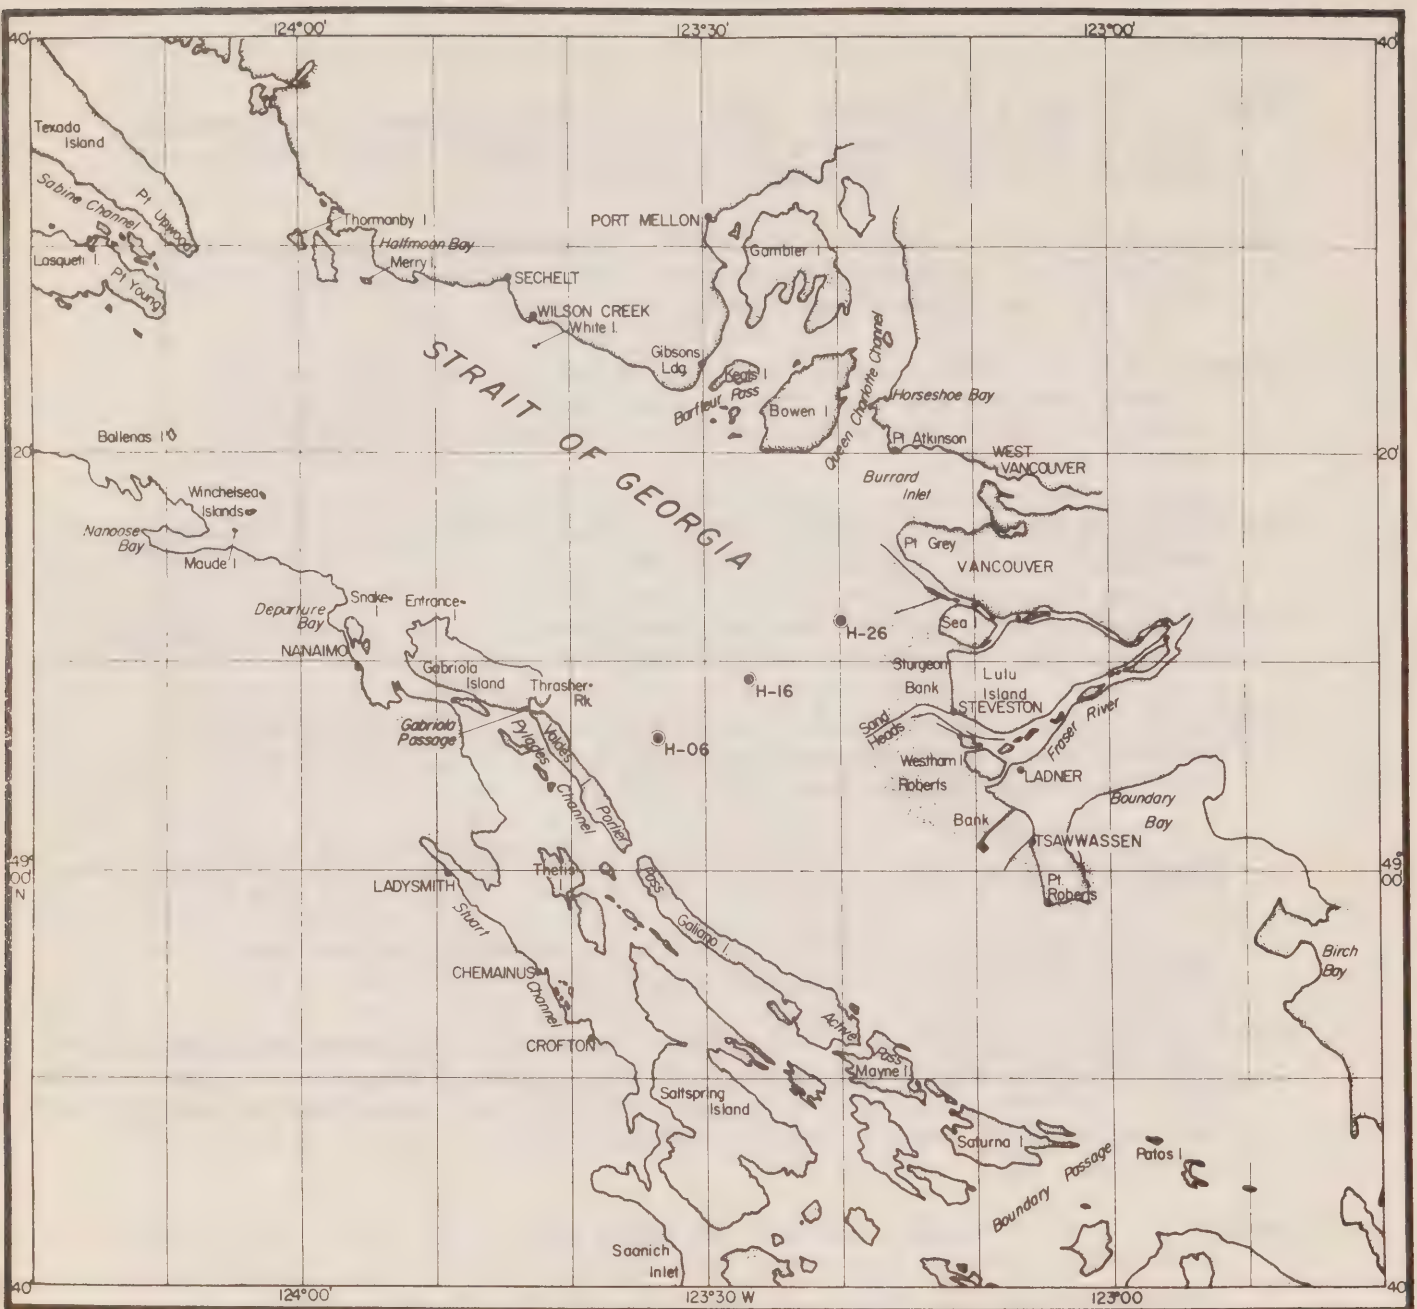 124°00'
123°30'
123°00'
40'
40'
Texada
Island
Sabine Channel
Pt Upwood
Lasqueti I.
Pt Young
Thormanby I
Halfmoon Bay
Merry I.
PORT MELLON
Gambier I
SECHELT
WILSON CREEK
White I.
Gibsons
Ldg
Keats I
Barfleur Pass
Bowen I
Queen Charlotte Channel
Horseshoe Bay
Pt Atkinson
WEST
VANCOUVER
Burrard
Inlet
STRAIT OF GEORGIA
Ballenas I
20'
20'
Winchelsea
Islands
Nanoose
Bay
Maude I
Pt Grey
VANCOUVER
Departure
Bay
Snake
I
Entrance
I
NANAIMO
Gabriola
Island
Thrasher
Rk.
H-26
H-16
H-06
Sea I
Sturgeon
Bank
Lulu
Island
STEVESTON
Sand
Heads
Fraser River
Westham I
Roberts
Bank
LADNER
Gabriola
Passage
Pylades
Channel
Valdes
Porlier
Pass
Boundary
Bay
TSAWWASSEN
Pt.
Roberts
49°
00'
N
49°
00'
LADYSMITH
Thetis
I
Stuart
Channel
Galiano I.
CHEMAINUS
CROFTON
Birch
Bay
Active
Pass
Mayne I.
Saltspring
Island
Saturna I.
Boundary Passage
Patos I
Saanich
Inlet
40'
40'
124°00'
123°30 W
123°00'